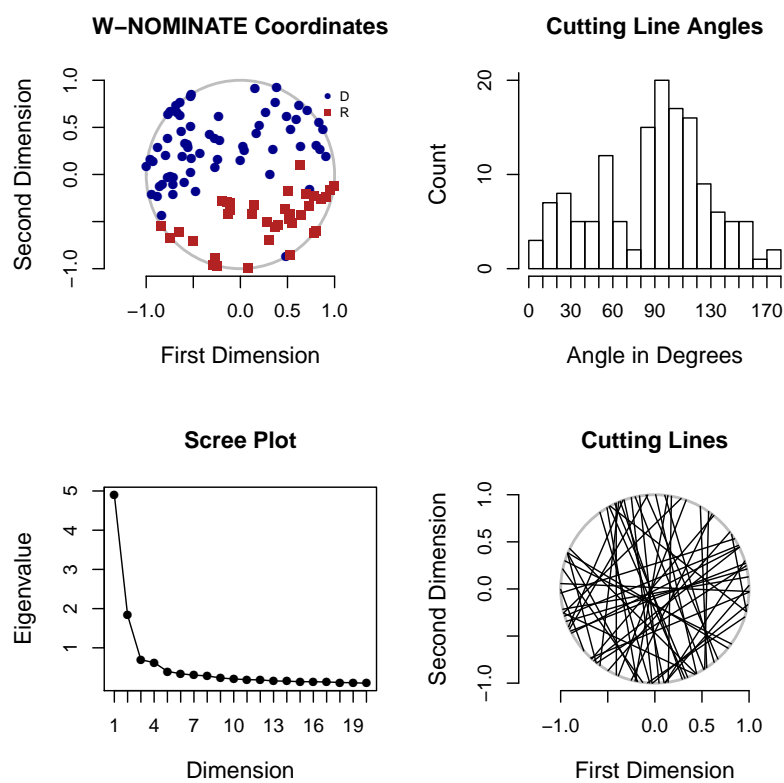 W−NOMINATE Coordinates
Second Dimension
1.0
0.5
0.0
−1.0
D
R
−1.0
0.0
0.5
1.0
First Dimension
Cutting Line Angles
Count
20
10
0
0
30
60
90
130
170
Angle in Degrees
Scree Plot
Eigenvalue
5
4
3
2
1
1
4
7
10
13
16
19
Dimension
Cutting Lines
Second Dimension
1.0
0.5
0.0
−1.0
−1.0
0.0
0.5
1.0
First Dimension